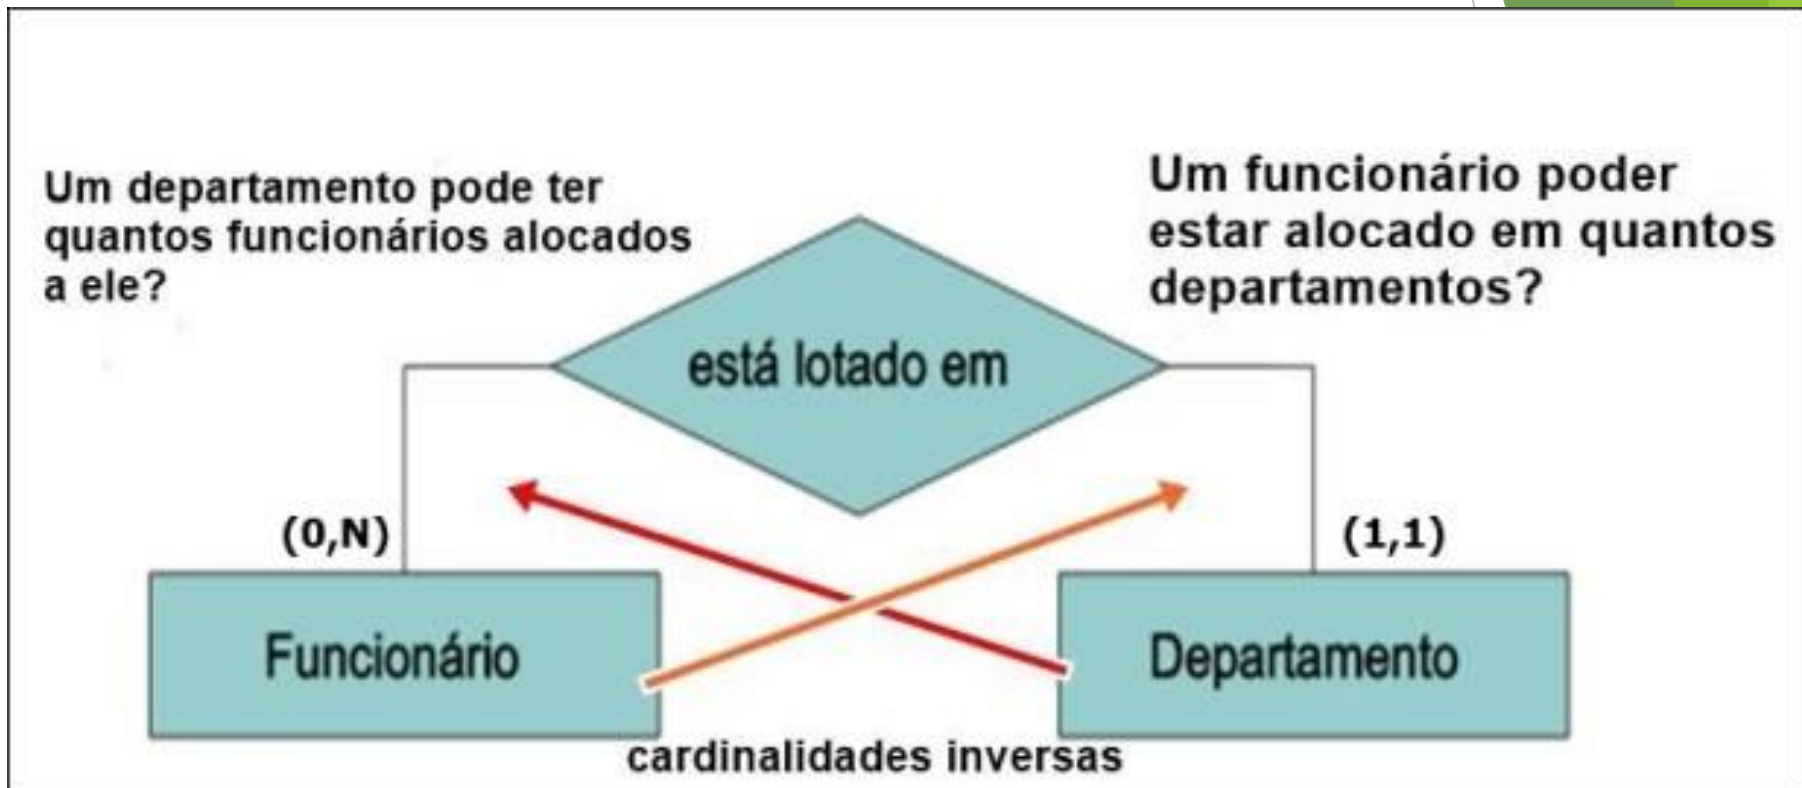 Um departamento pode ter
quantos funcionários alocados
a ele?
Um funcionário poder
estar alocado em quantos
departamentos?
está lotado em
(0,N)
(1,1)
Funcionário
Departamento
cardinalidades inversas